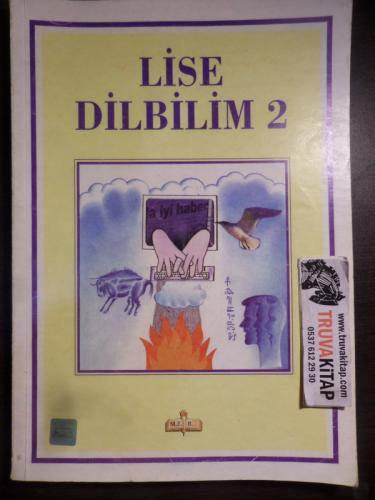 LİSE
DİLBİLİM 2
a iyi haber
www.truvakitap.com
TRUVAKİTAP
0537 612 29 30
M.E.B.